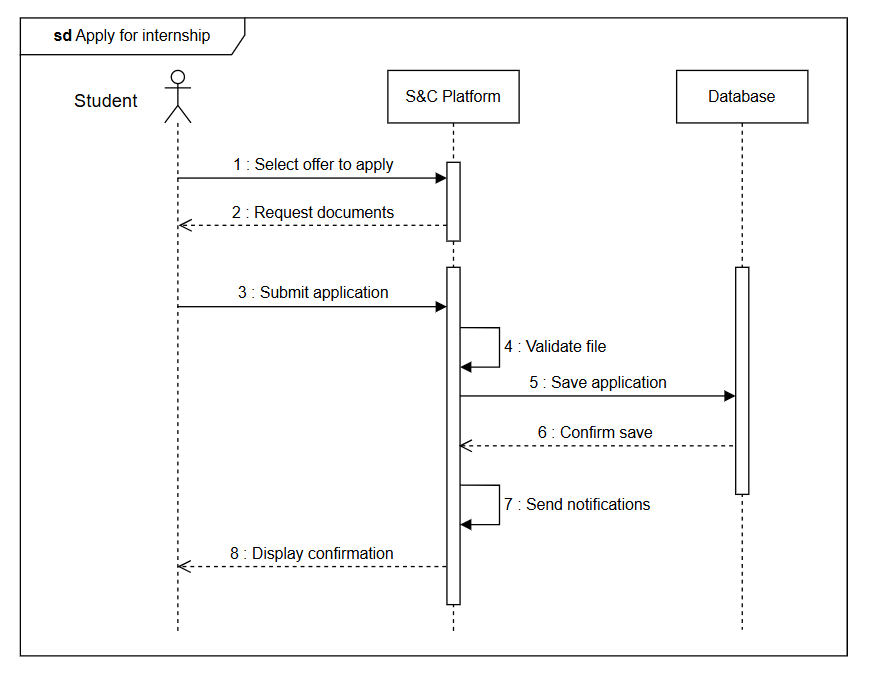 sd Apply for internship
Student
S&C Platform
Database
1 : Select offer to apply
2 : Request documents
3 : Submit application
4 : Validate file
5 : Save application
6 : Confirm save
7 : Send notifications
8 : Display confirmation